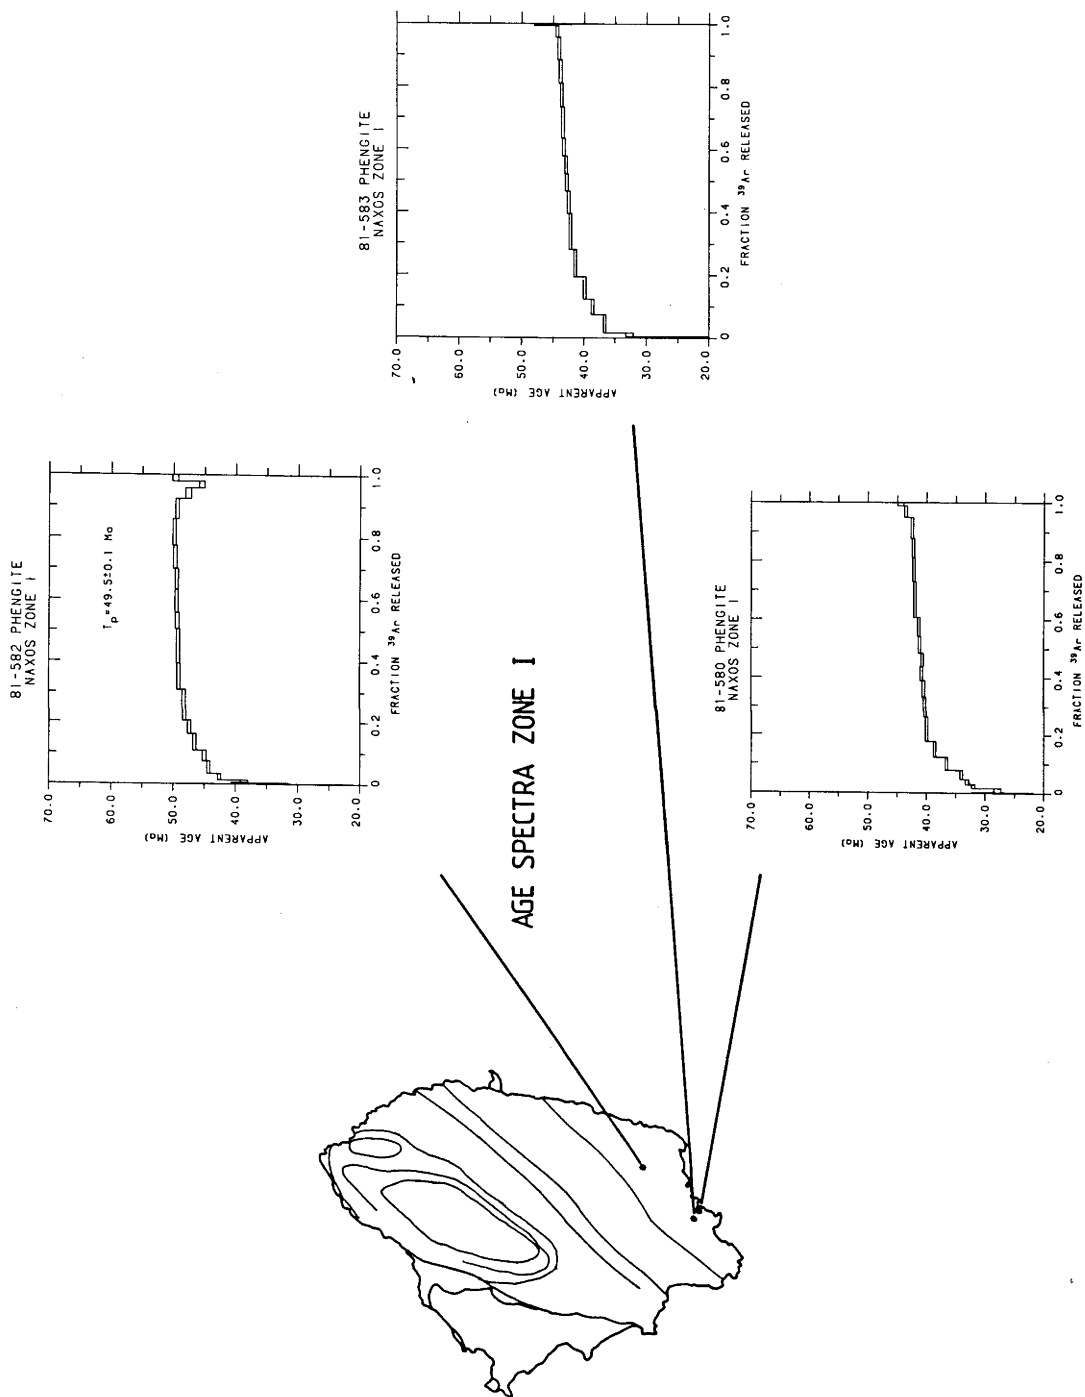 81-582 PHENGITE
NAXOS ZONE I
Tp=49.5±0.1 Ma
70.0
60.0
50.0
40.0
30.0
20.0
APPARENT AGE (Ma)
0
0.2
0.4
0.6
0.8
1.0
FRACTION ³⁹Ar RELEASED
81-583 PHENGITE
NAXOS ZONE I
70.0
60.0
50.0
40.0
30.0
20.0
APPARENT AGE (Ma)
0
0.2
0.4
0.6
0.8
1.0
FRACTION ³⁹Ar RELEASED
AGE SPECTRA ZONE I
81-580 PHENGITE
NAXOS ZONE I
70.0
60.0
50.0
40.0
30.0
20.0
APPARENT AGE (Ma)
0
0.2
0.4
0.6
0.8
1.0
FRACTION ³⁹Ar RELEASED